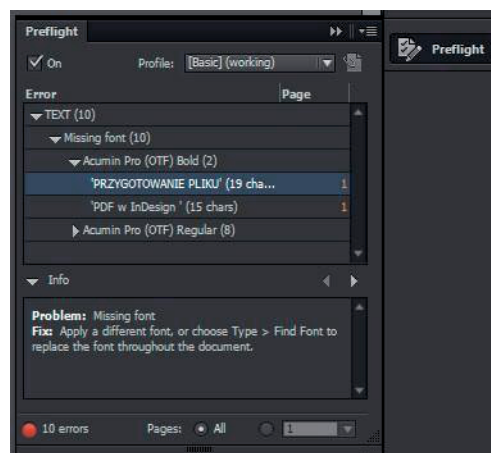 Preflight
On Profile: [Basic] (working)
Error Page
TEXT (10)
Missing font (10)
Acumin Pro (OTF) Bold (2)
'PRZYGOTOWANIE PLIKU' (19 cha... 1
'PDF w InDesign ' (15 chars) 1
Acumin Pro (OTF) Regular (8)
Info
Problem: Missing font
Fix: Apply a different font, or choose Type > Find Font to
replace the font throughout the document.
10 errors Pages: All 1
Preflight